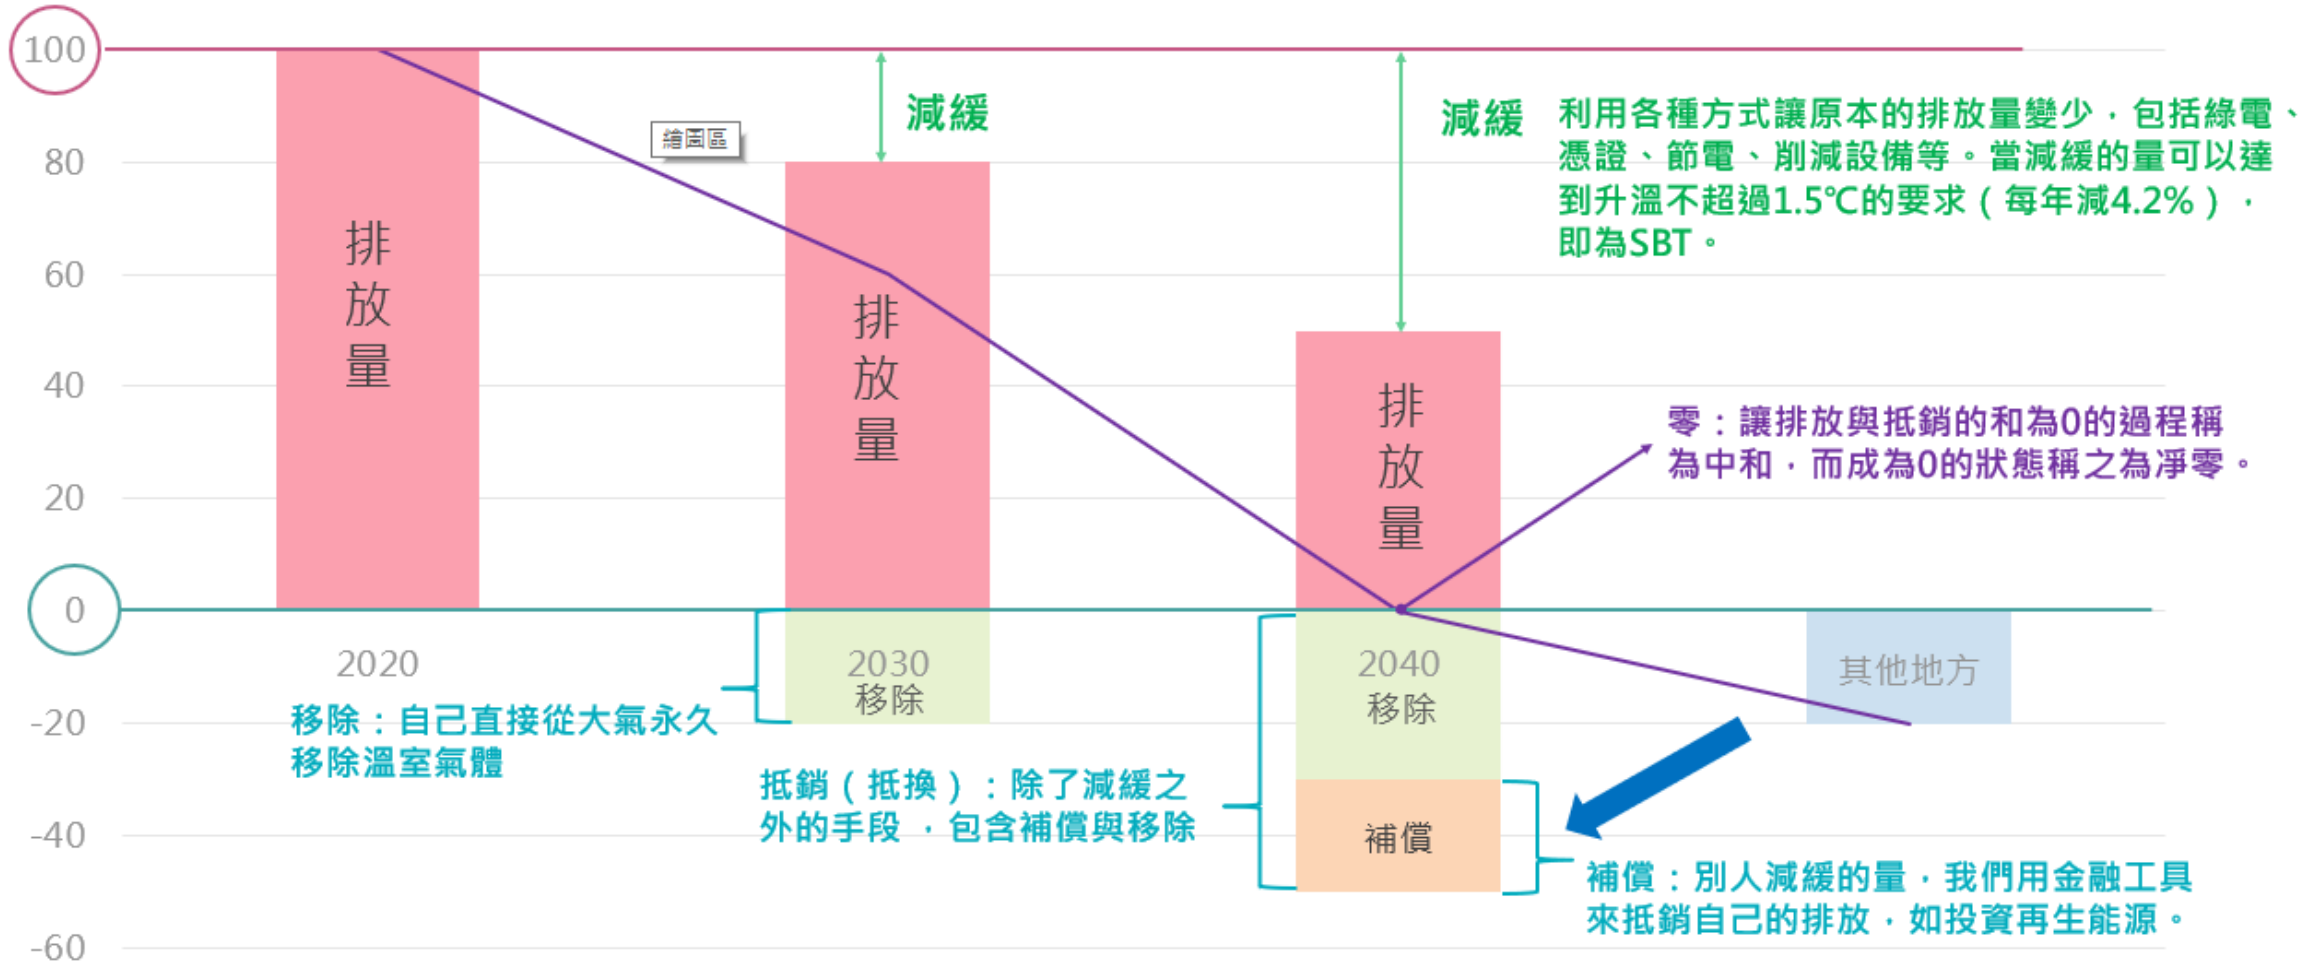 100
80
60
40
20
0
-20
-40
-60
排放量
2020
繪圖區
減緩
排放量
2030
移除
移除：自己直接從大氣永久
移除溫室氣體
減緩
利用各種方式讓原本的排放量變少，包括綠電、
憑證、節電、削減設備等。當減緩的量可以達
到升溫不超過1.5℃的要求（每年減4.2%），
即為SBT。
排放量
零：讓排放與抵銷的和為0的過程稱
為中和，而成為0的狀態稱之為淨零。
2040
移除
補償
抵銷（抵換）：除了減緩之
外的手段，包含補償與移除
其他地方
補償：別人減緩的量，我們用金融工具
來抵銷自己的排放，如投資再生能源。